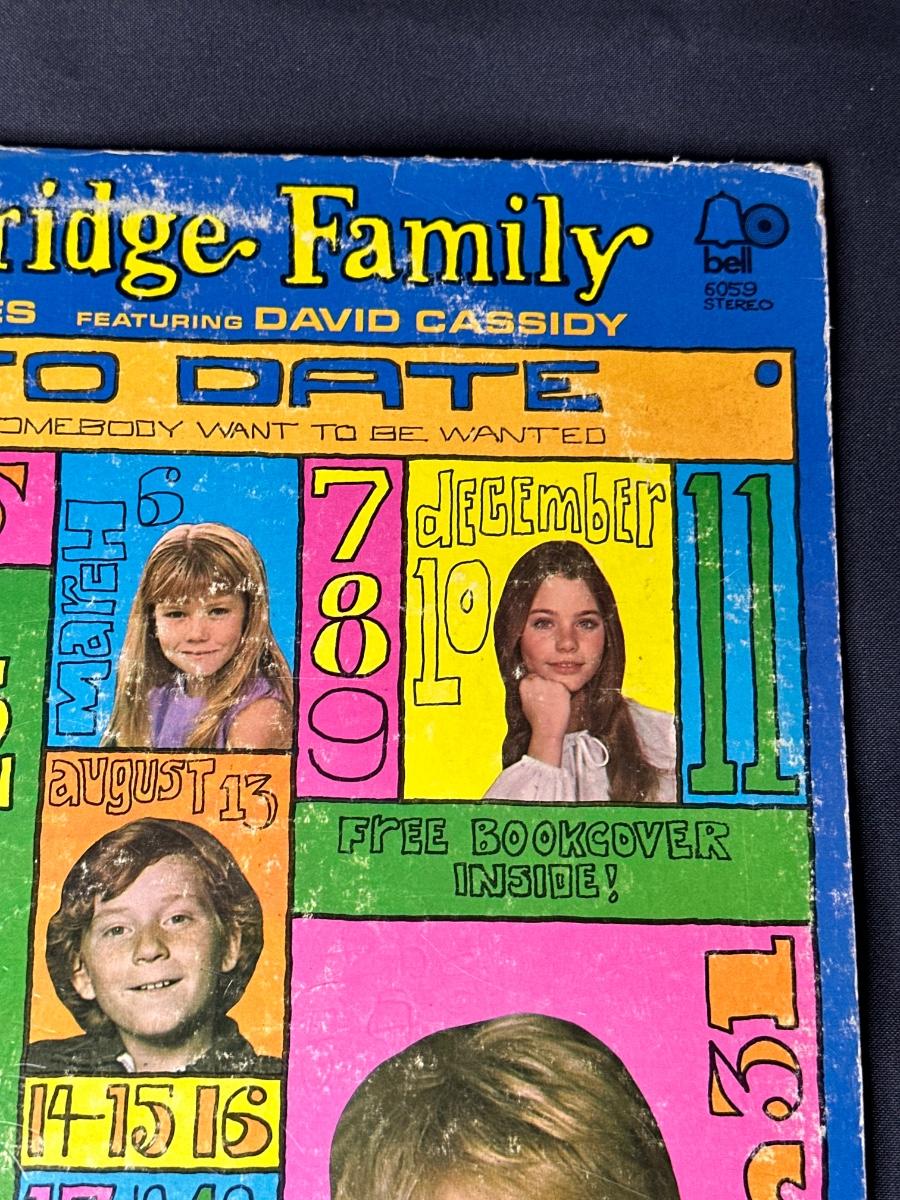 ridge Family
bell
6059
STEREO
ES FEATURING DAVID CASSIDY
TO DATE
OMEBODY WANT TO BE WANTED
March 6
7
8
9
december
10
11
august 13
FREE BOOKCOVER
INSIDE!
14 15 16
31